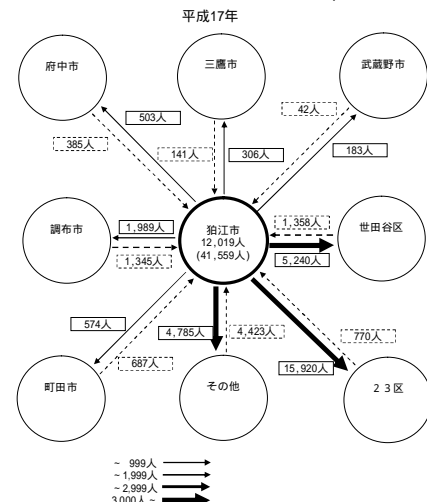 平成17年
府中市
三鷹市
武蔵野市
503人
385人
141人
306人
42人
183人
調布市
1,989人
1,345人
狛江市
12,019人
(41,559人)
1,358人
5,240人
世田谷区
574人
687人
4,785人
4,423人
15,920人
770人
町田市
その他
２３区
~ 999人
~ 1,999人
~ 2,999人
3,000人 ~